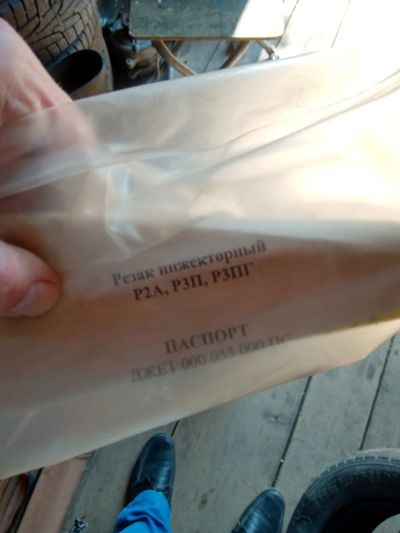 Резак инжекторный
Р2А, Р3П, Р3ПГ
ПАСПОРТ
ДЖЕТ 000 055 000 ПС